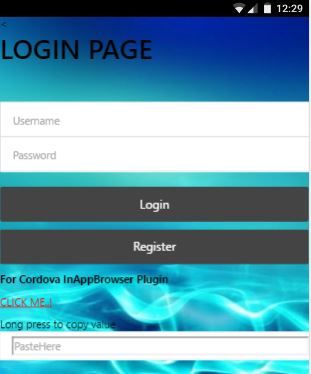 12:29
<
LOGIN PAGE
Username
Password
Login
Register
For Cordova InAppBrowser Plugin
CLICK ME..!
Long press to copy value
PasteHere